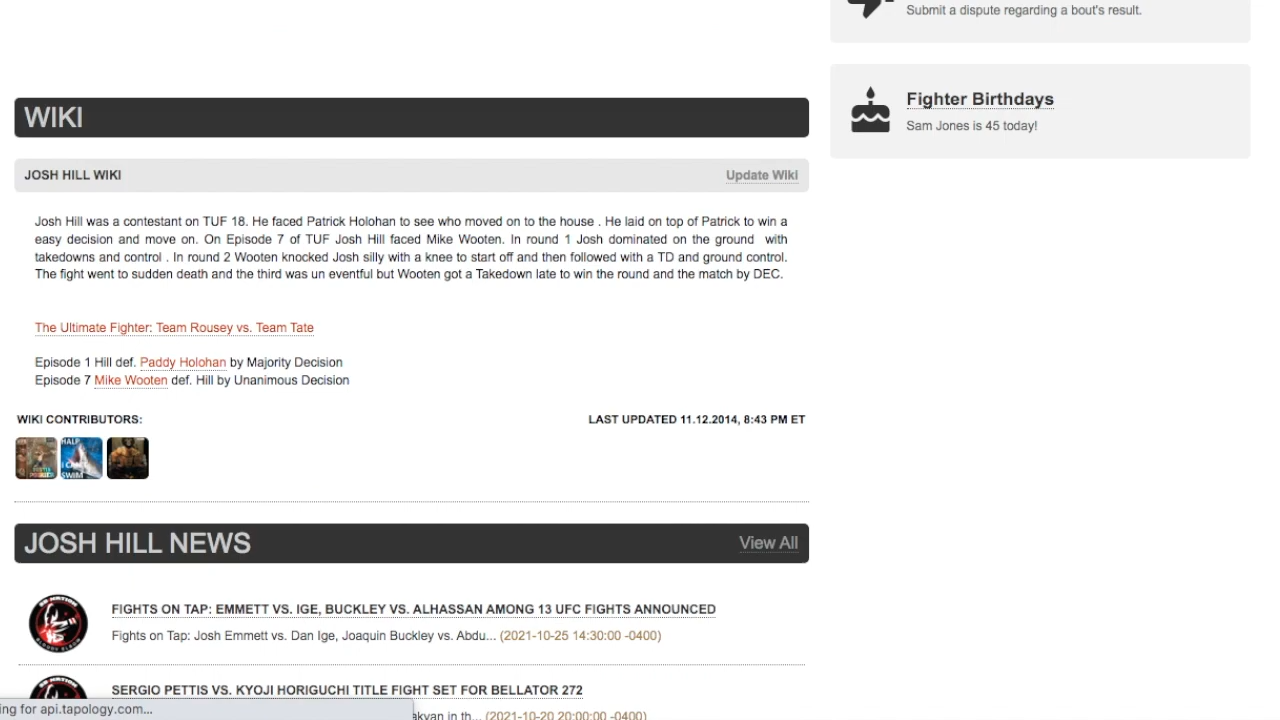 Submit a dispute regarding a bout's result.
Fighter Birthdays
Sam Jones is 45 today!
WIKI
JOSH HILL WIKI
Update Wiki
Josh Hill was a contestant on TUF 18. He faced Patrick Holohan to see who moved on to the house . He laid on top of Patrick to win a
easy decision and move on. On Episode 7 of TUF Josh Hill faced Mike Wooten. In round 1 Josh dominated on the ground with
takedowns and control . In round 2 Wooten knocked Josh silly with a knee to start off and then followed with a TD and ground control.
The fight went to sudden death and the third was un eventful but Wooten got a Takedown late to win the round and the match by DEC.
The Ultimate Fighter: Team Rousey vs. Team Tate
Episode 1 Hill def. Paddy Holohan by Majority Decision
Episode 7 Mike Wooten def. Hill by Unanimous Decision
WIKI CONTRIBUTORS:
LAST UPDATED 11.12.2014, 8:43 PM ET
HALP
I CAN'T
SWIM
JOSH HILL NEWS
View All
FIGHTS ON TAP: EMMETT VS. IGE, BUCKLEY VS. ALHASSAN AMONG 13 UFC FIGHTS ANNOUNCED
Fights on Tap: Josh Emmett vs. Dan Ige, Joaquin Buckley vs. Abdu... (2021-10-25 14:30:00 -0400)
SERGIO PETTIS VS. KYOJI HORIGUCHI TITLE FIGHT SET FOR BELLATOR 272
akyan in th... (2021-10-20 20:00:00 -0400)
ing for api.tapology.com...